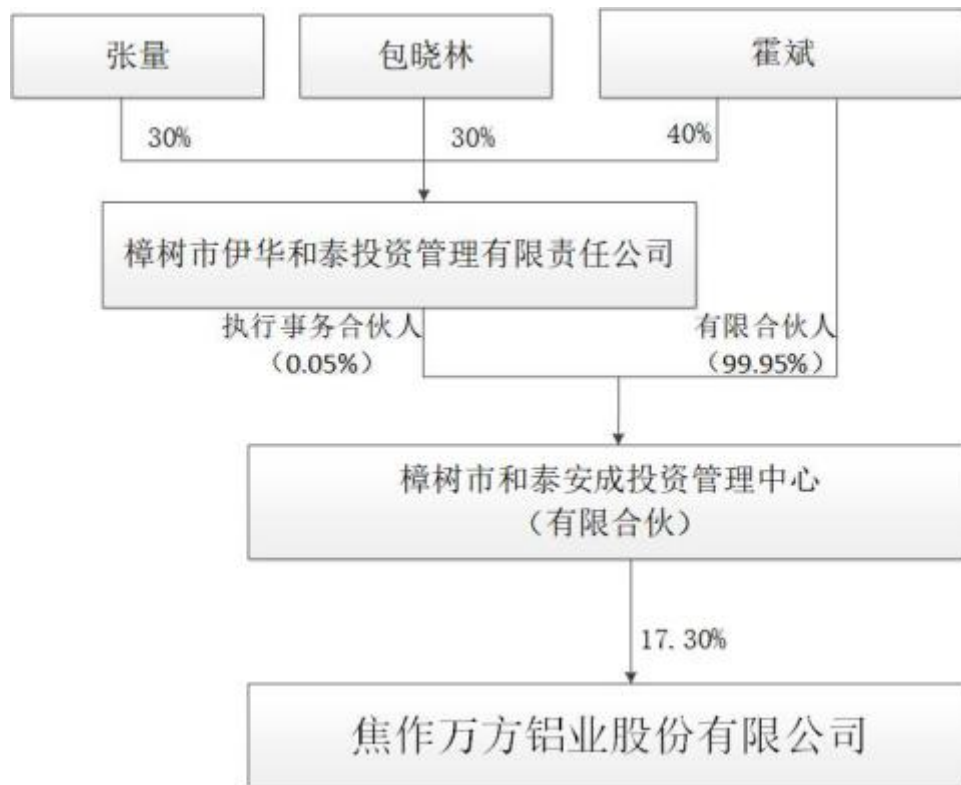 张量
包晓林
霍斌
30%
30%
40%
樟树市伊华和泰投资管理有限责任公司
执行事务合伙人
（0.05%）
有限合伙人
（99.95%）
樟树市和泰安成投资管理中心
（有限合伙）
17.30%
焦作万方铝业股份有限公司